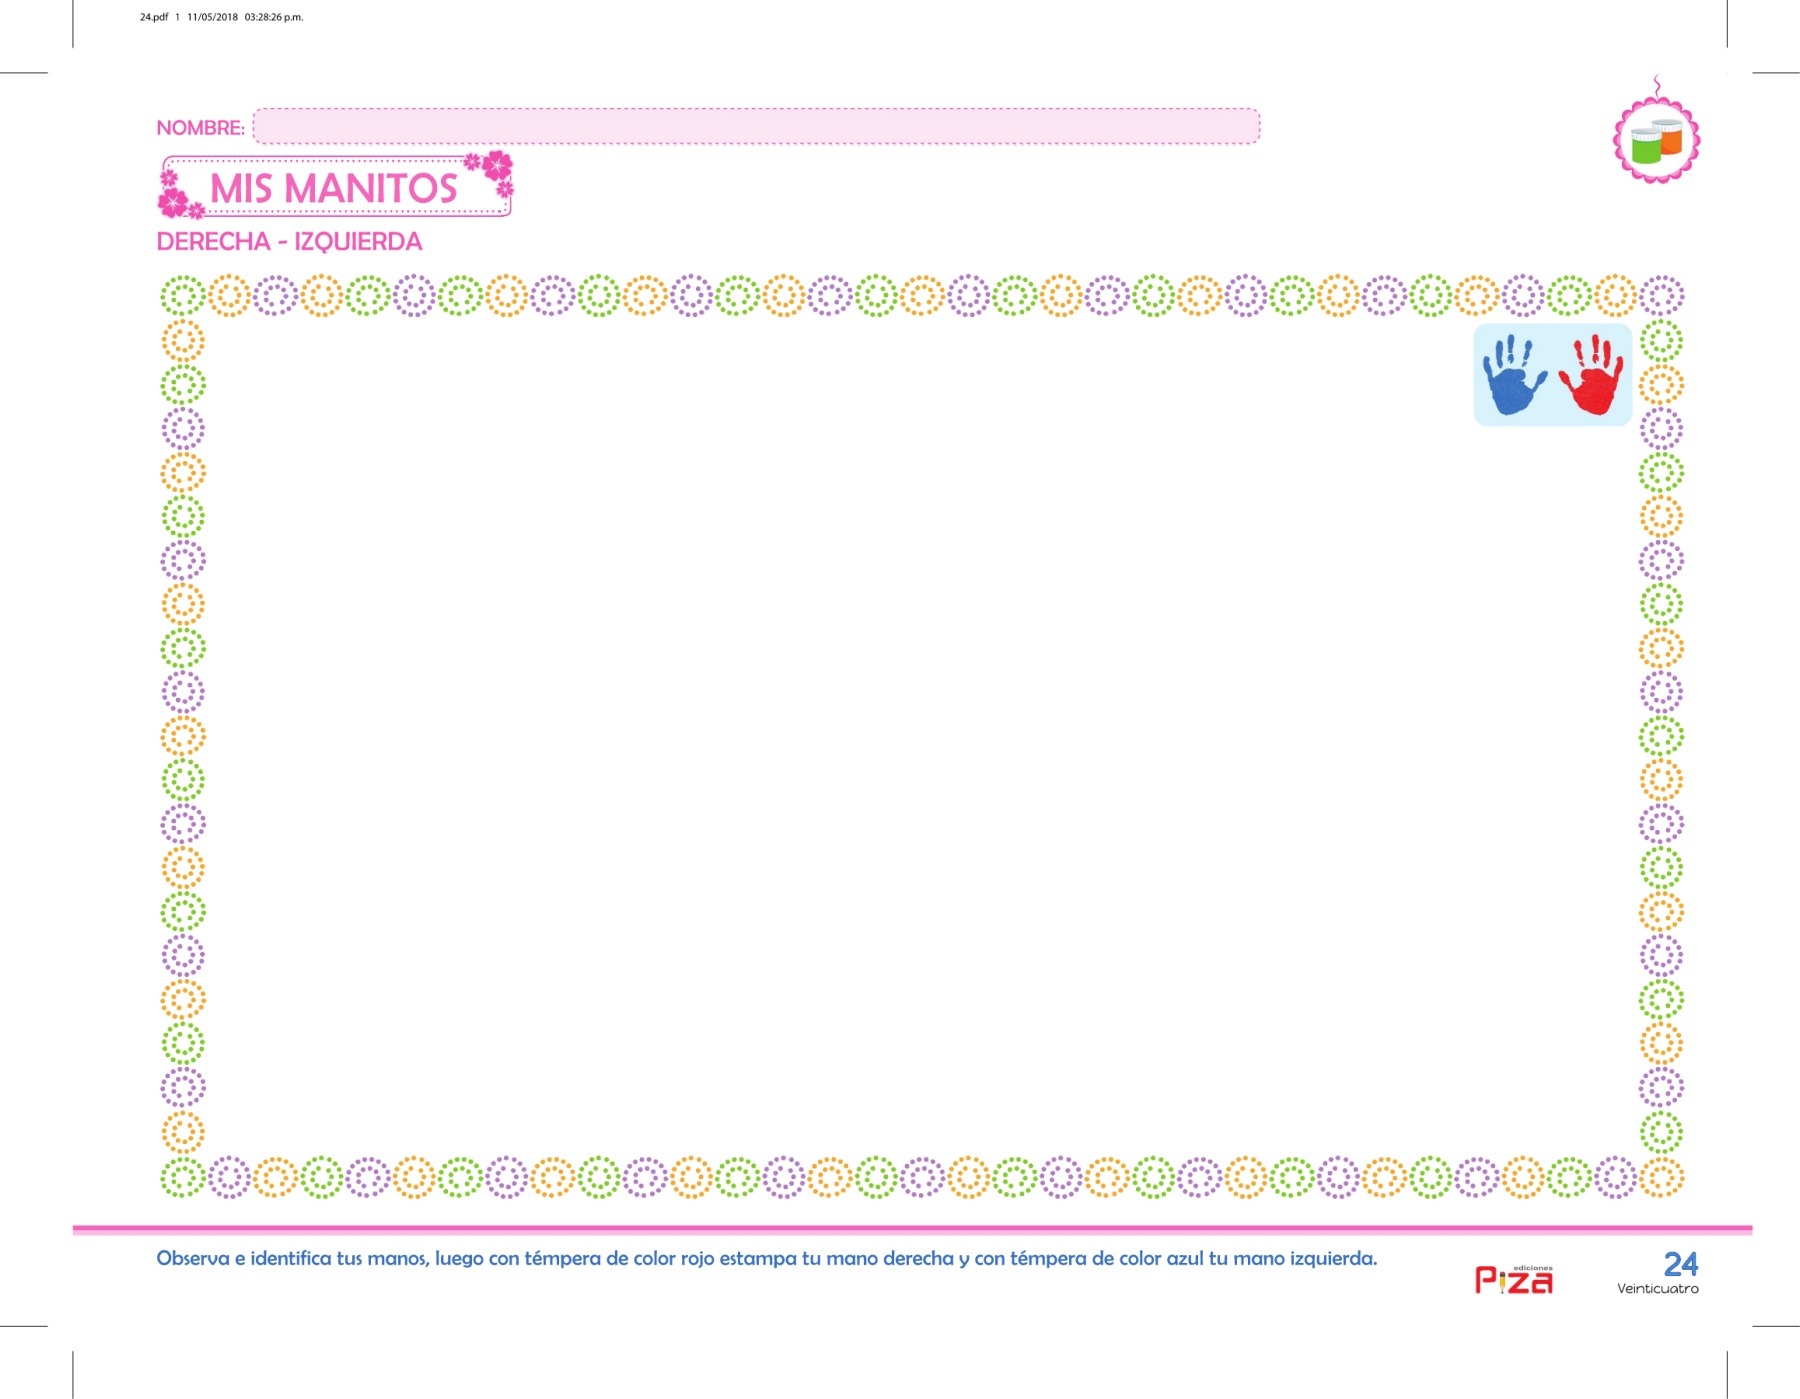 24.pdf 1 11/05/2018 03:28:26 p.m.
NOMBRE:
MIS MANITOS
DERECHA - IZQUIERDA
Observa e identifica tus manos, luego con témpera de color rojo estampa tu mano derecha y con témpera de color azul tu mano izquierda.
ediciones
Piza
24
Veinticuatro